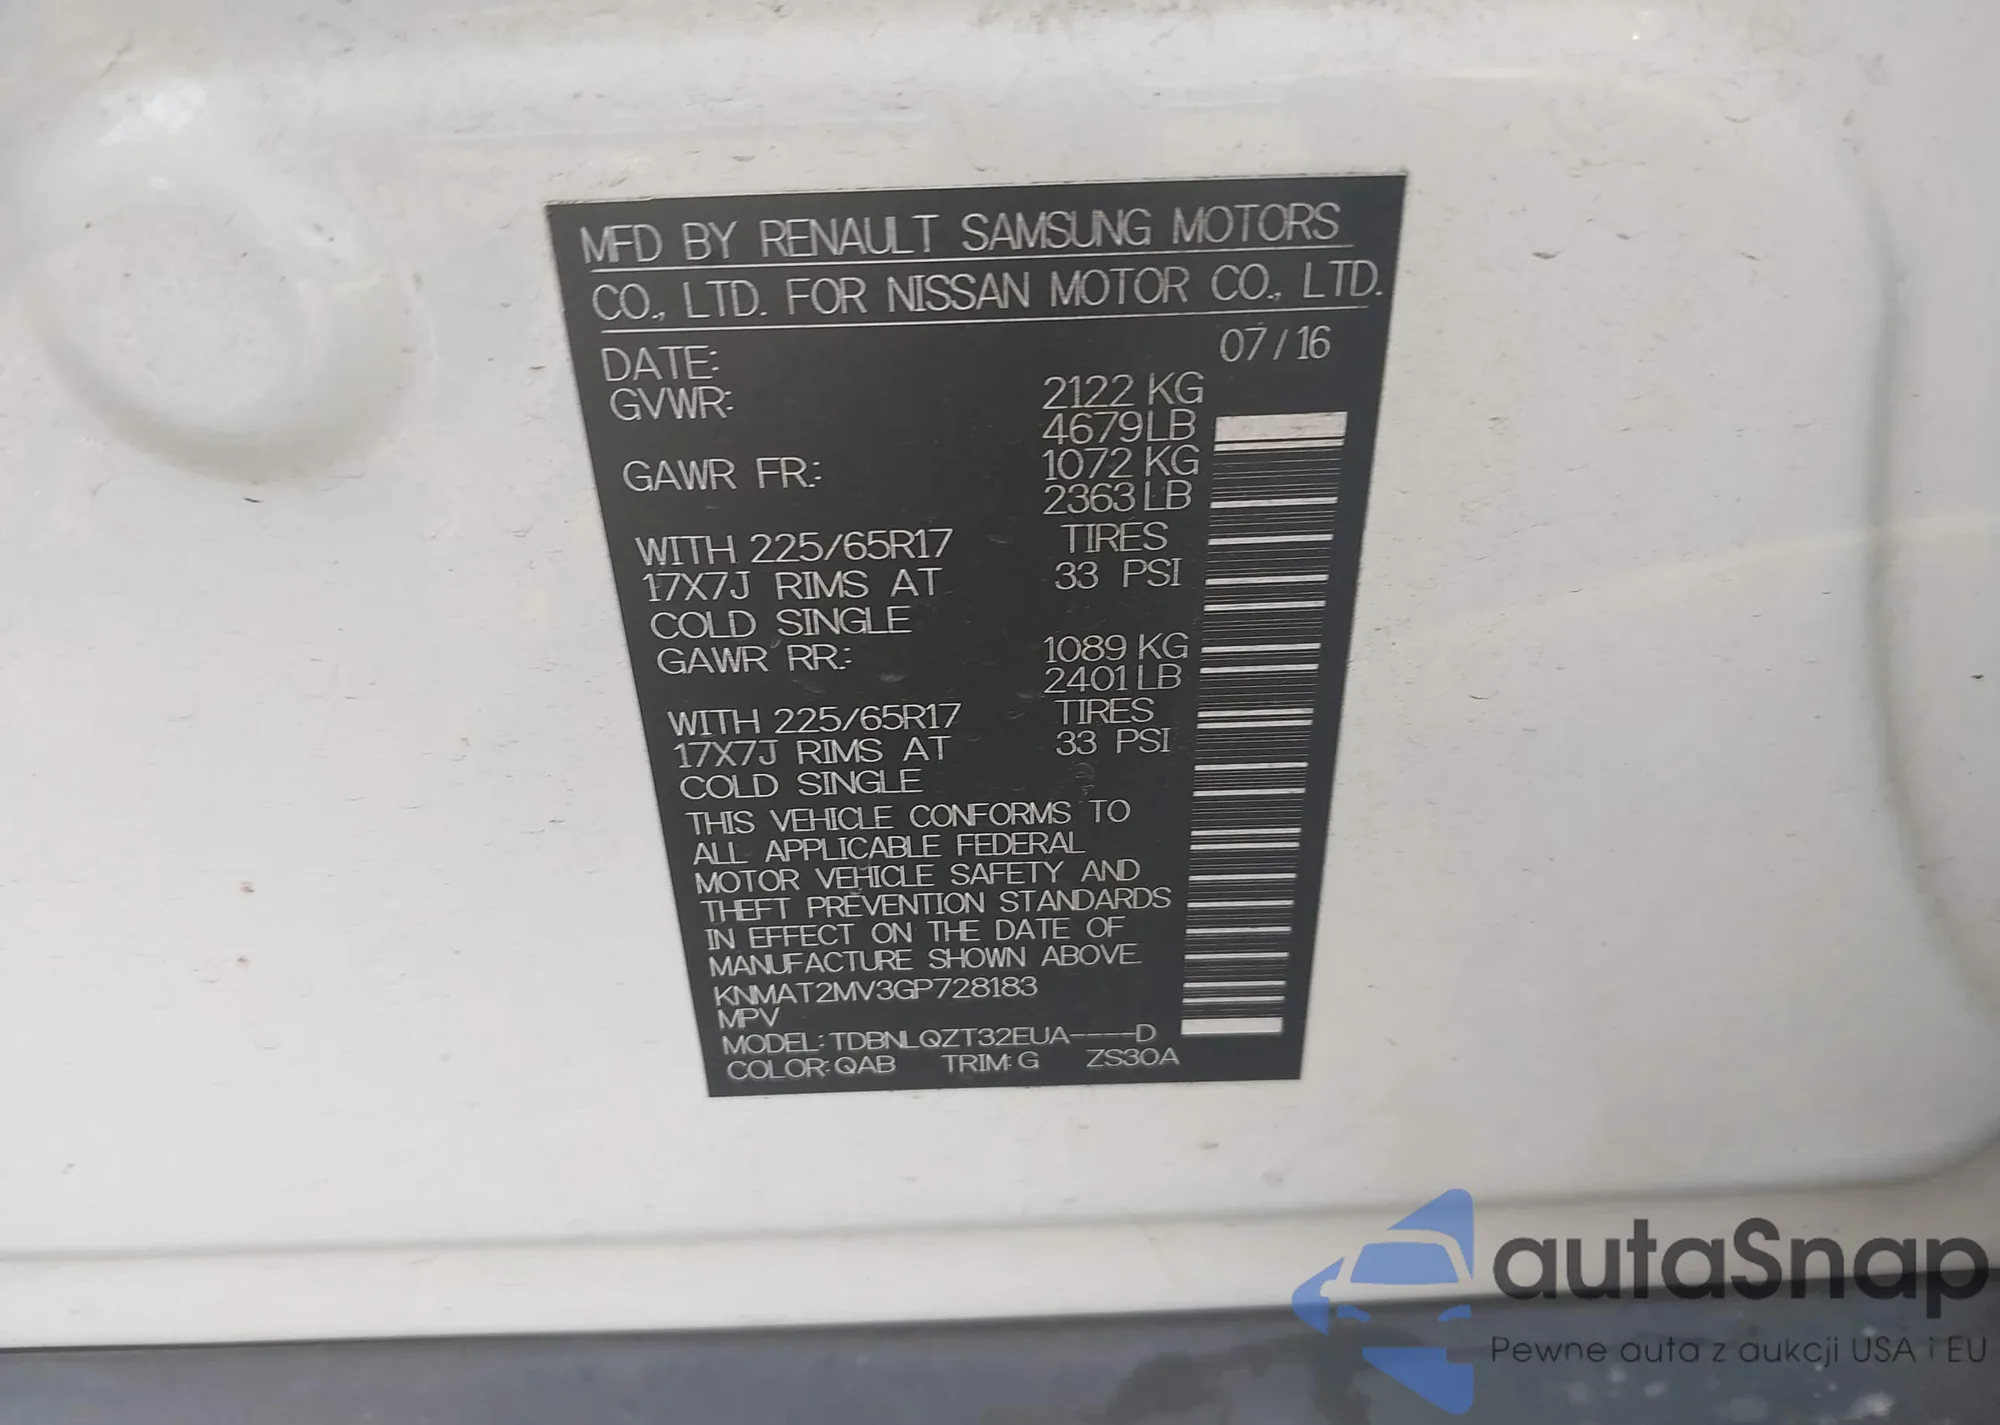 MFD BY RENAULT SAMSUNG MOTORS
CO., LTD. FOR NISSAN MOTOR CO., LTD.
DATE: 07/16
GVWR: 2122 KG
4679 LB
GAWR FR.: 1072 KG
2363 LB
WITH 225/65R17 TIRES
17X7J RIMS AT 33 PSI
COLD SINGLE
GAWR RR.: 1089 KG
2401 LB
WITH 225/65R17 TIRES
17X7J RIMS AT 33 PSI
COLD SINGLE
THIS VEHICLE CONFORMS TO
ALL APPLICABLE FEDERAL
MOTOR VEHICLE SAFETY AND
THEFT PREVENTION STANDARDS
IN EFFECT ON THE DATE OF
MANUFACTURE SHOWN ABOVE.
KNMAT2MV3GP728183
MPV
MODEL: TDBNLQZT32EUA----D
COLOR: QAB TRIM: G ZS30A
autaSnap
Pewne auta z aukcji USA i EU